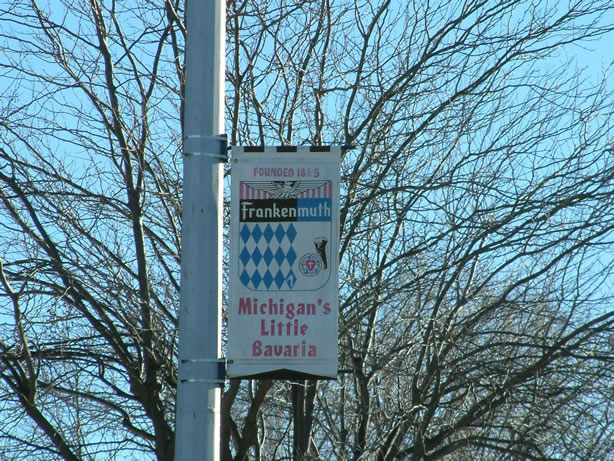 FOUNDED 1845
Frankenmuth
Michigan's
Little
Bavaria